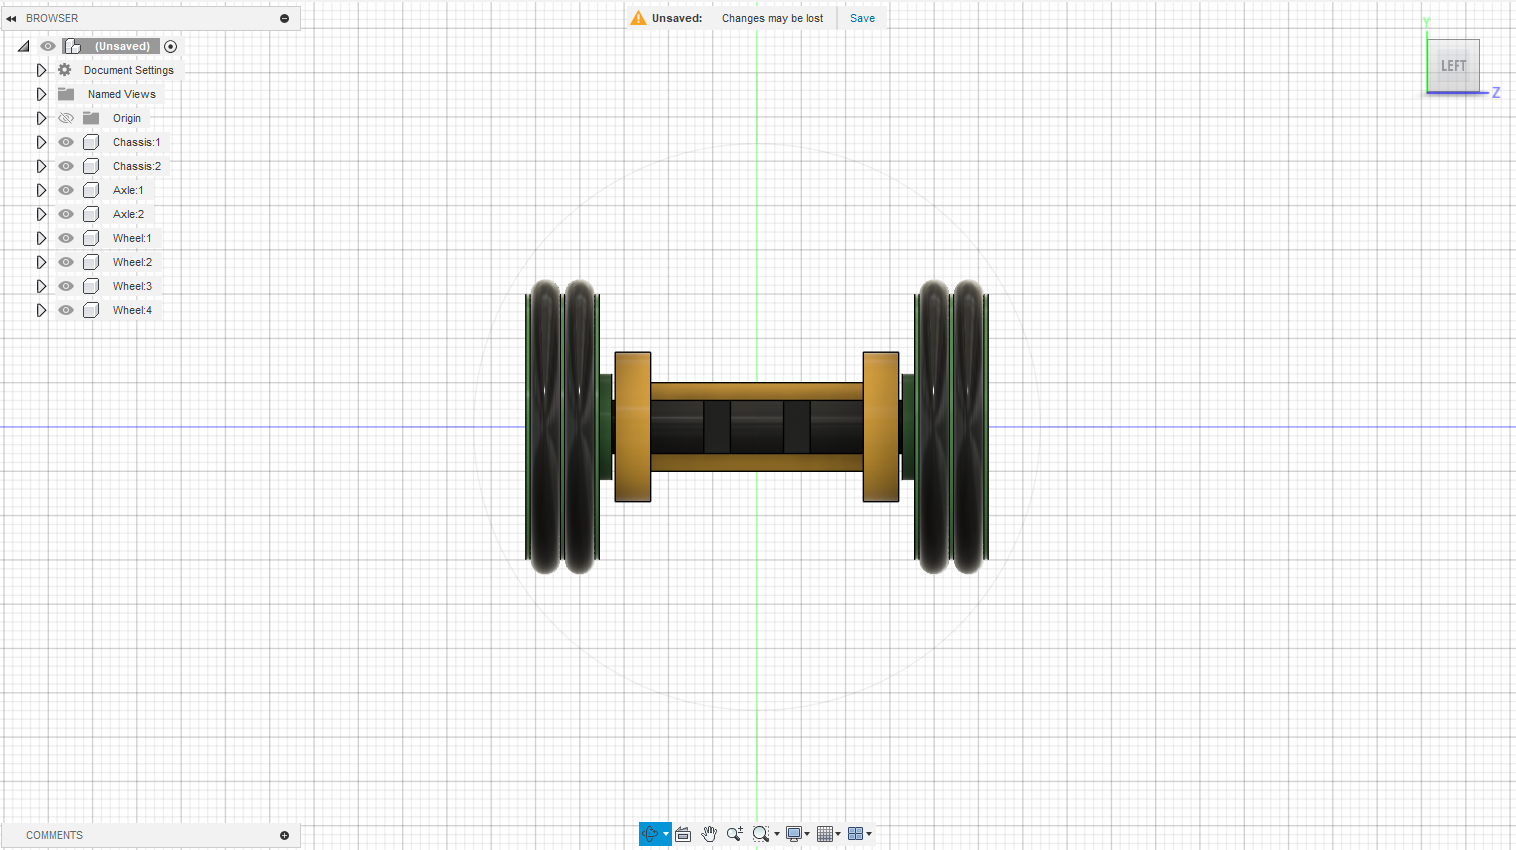 BROWSER
Unsaved: Changes may be lost Save
(Unsaved)
Document Settings
Named Views
Origin
Chassis:1
Chassis:2
Axle:1
Axle:2
Wheel:1
Wheel:2
Wheel:3
Wheel:4
Y
LEFT
Z
COMMENTS